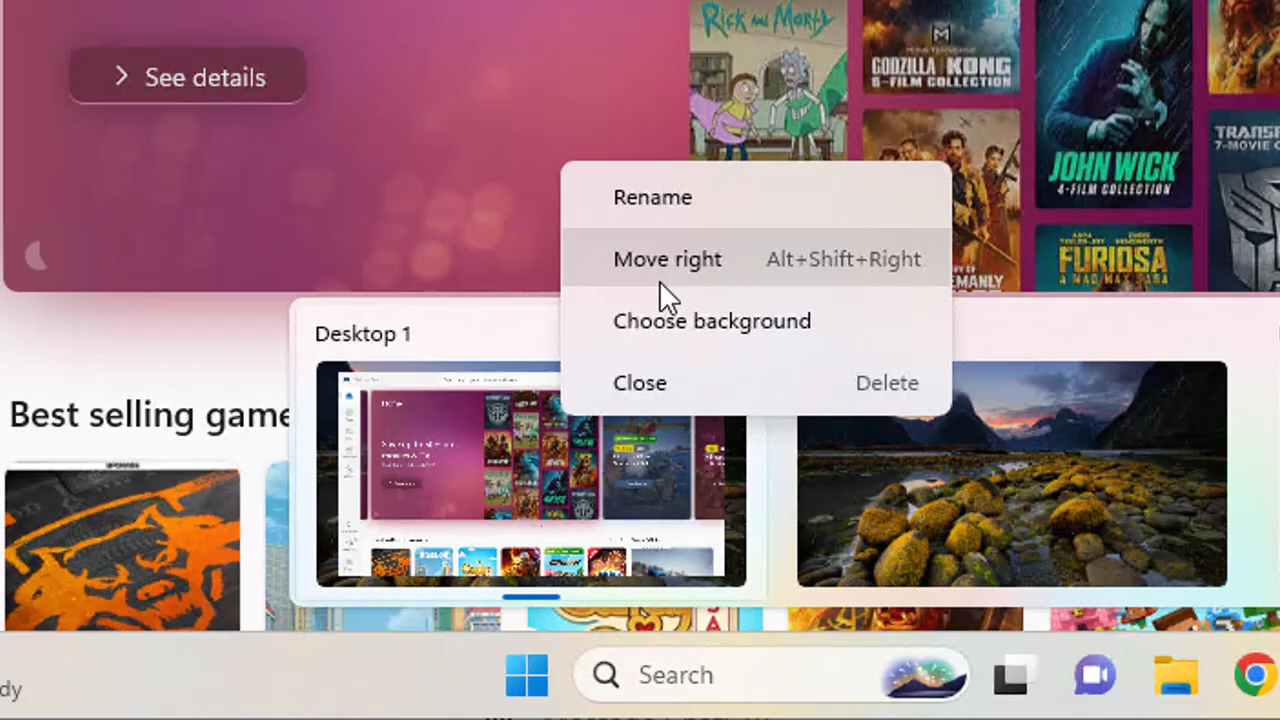 Rick and Morty
GODZILLA KONG
5-FILM COLLECTION
JOHN WICK
4-FILM COLLECTION
TRANS
7-MOVIE
FURIOSA
A MAD MAX SAGA
See details
Rename
Move right Alt+Shift+Right
Choose background
Close Delete
Desktop 1
Best selling game
Search
dy